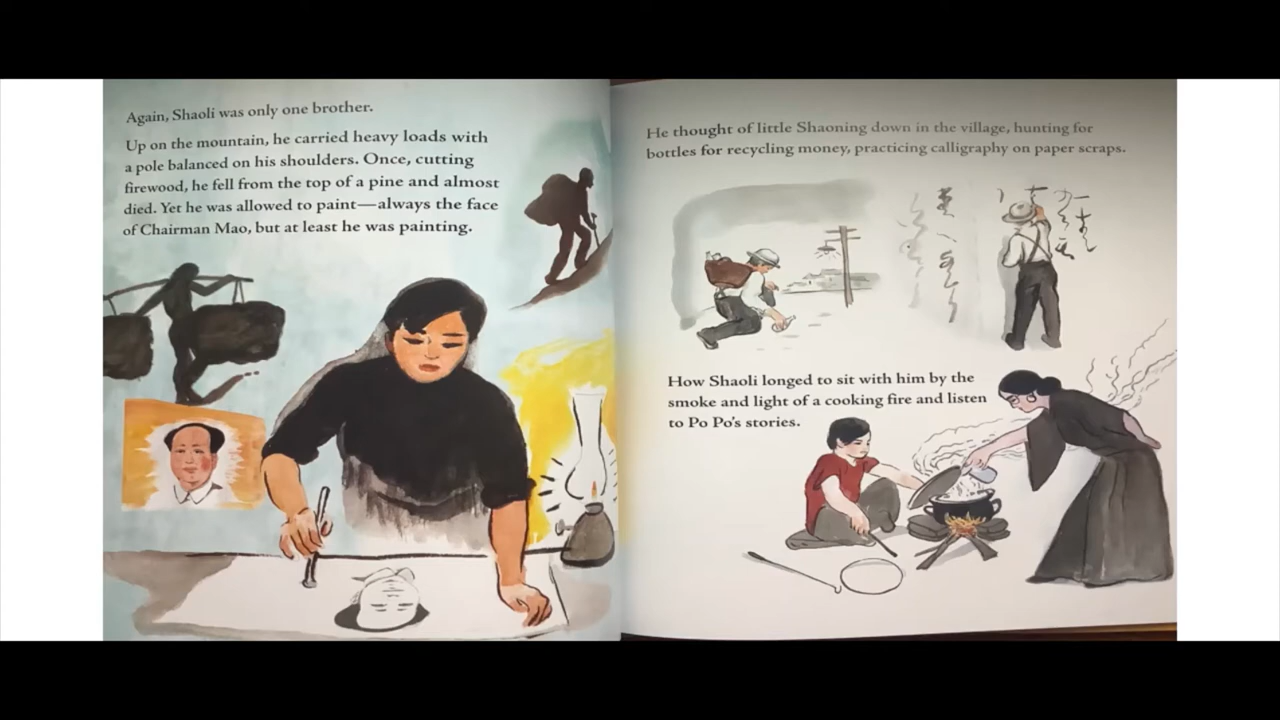 Again, Shaoli was only one brother.
Up on the mountain, he carried heavy loads with
a pole balanced on his shoulders. Once, cutting
firewood, he fell from the top of a pine and almost
died. Yet he was allowed to paint—always the face
of Chairman Mao, but at least he was painting.
He thought of little Shaoning down in the village, hunting for
bottles for recycling money, practicing calligraphy on paper scraps.
How Shaoli longed to sit with him by the
smoke and light of a cooking fire and listen
to Po Po's stories.